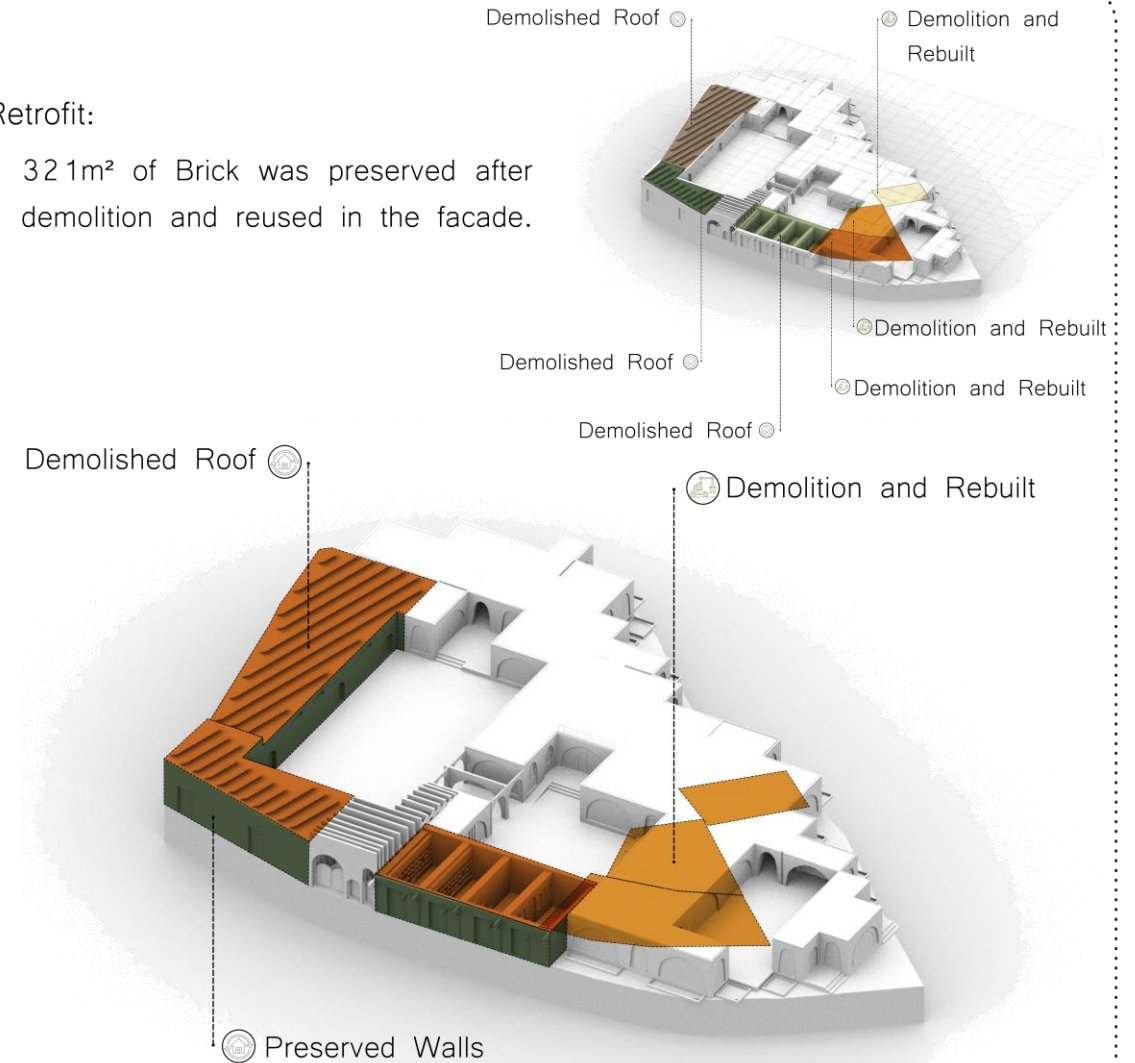 Demolished Roof
Demolition and
Rebuilt
Retrofit:
321m² of Brick was preserved after
demolition and reused in the facade.
Demolition and Rebuilt
Demolished Roof
Demolition and Rebuilt
Demolished Roof
Demolished Roof
Demolition and Rebuilt
Preserved Walls